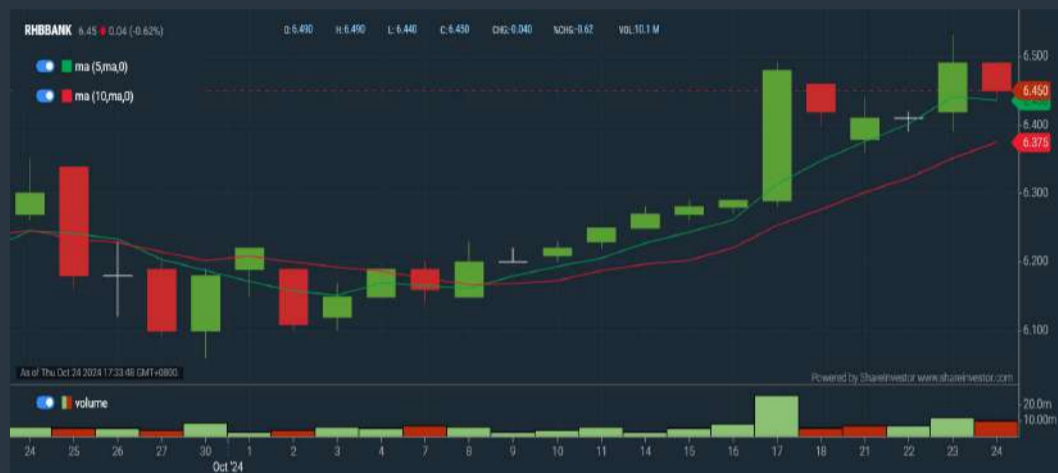 RHBBANK 6.45 0.04 (-0.62%) O:6.490 H:6.490 L: 6.440 C:6.450 CHG:-0.040 %CHG:-0.62 VOL:10.1 M
ma (5,ma,0)
ma (10,ma,0)
6.500
6.450
6.400
6.375
6.300
6.200
6.100
As of Thu Oct 24 2024 17:33:48 GMT+0800.
Powered by ShareInvestor www.shareinvestor.com
volume
20.0m
10.00m
24 25 26 27 30 1 2 3 4 7 8 9 10 11 14 15 16 17 18 21 22 23 24
Oct '24